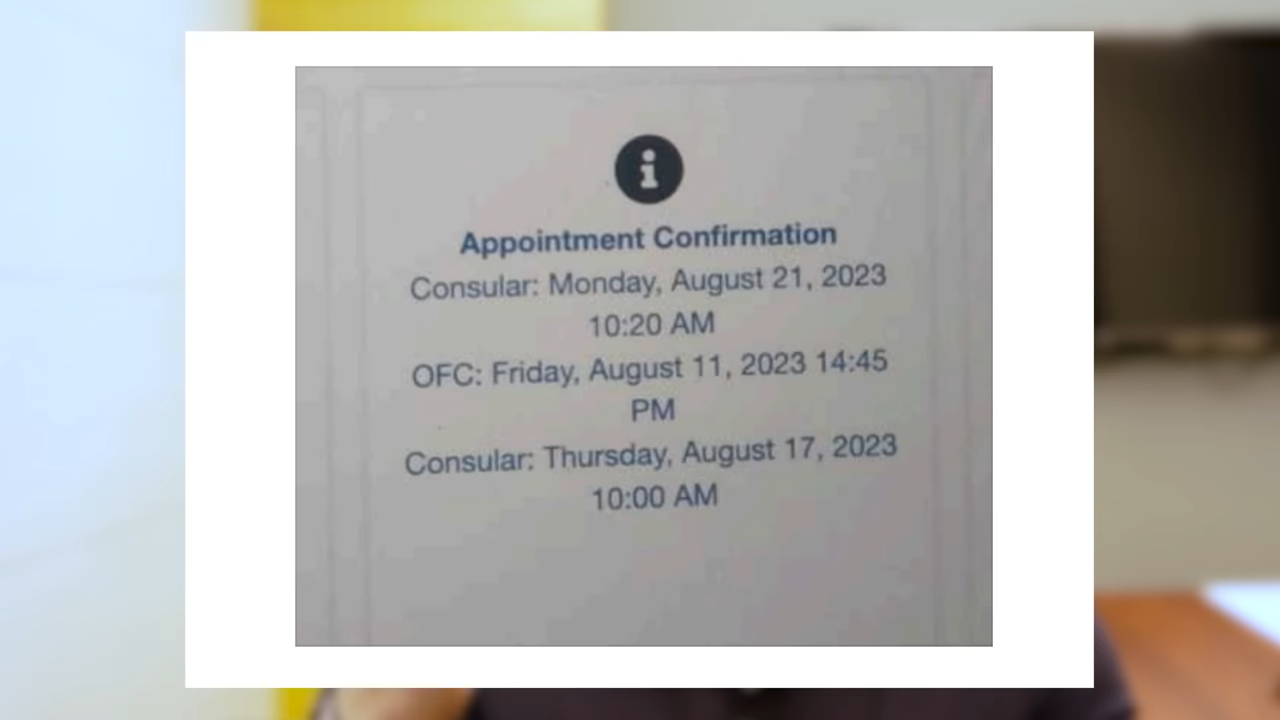 Appointment Confirmation
Consular: Monday, August 21, 2023
10:20 AM
OFC: Friday, August 11, 2023 14:45
PM
Consular: Thursday, August 17, 2023
10:00 AM